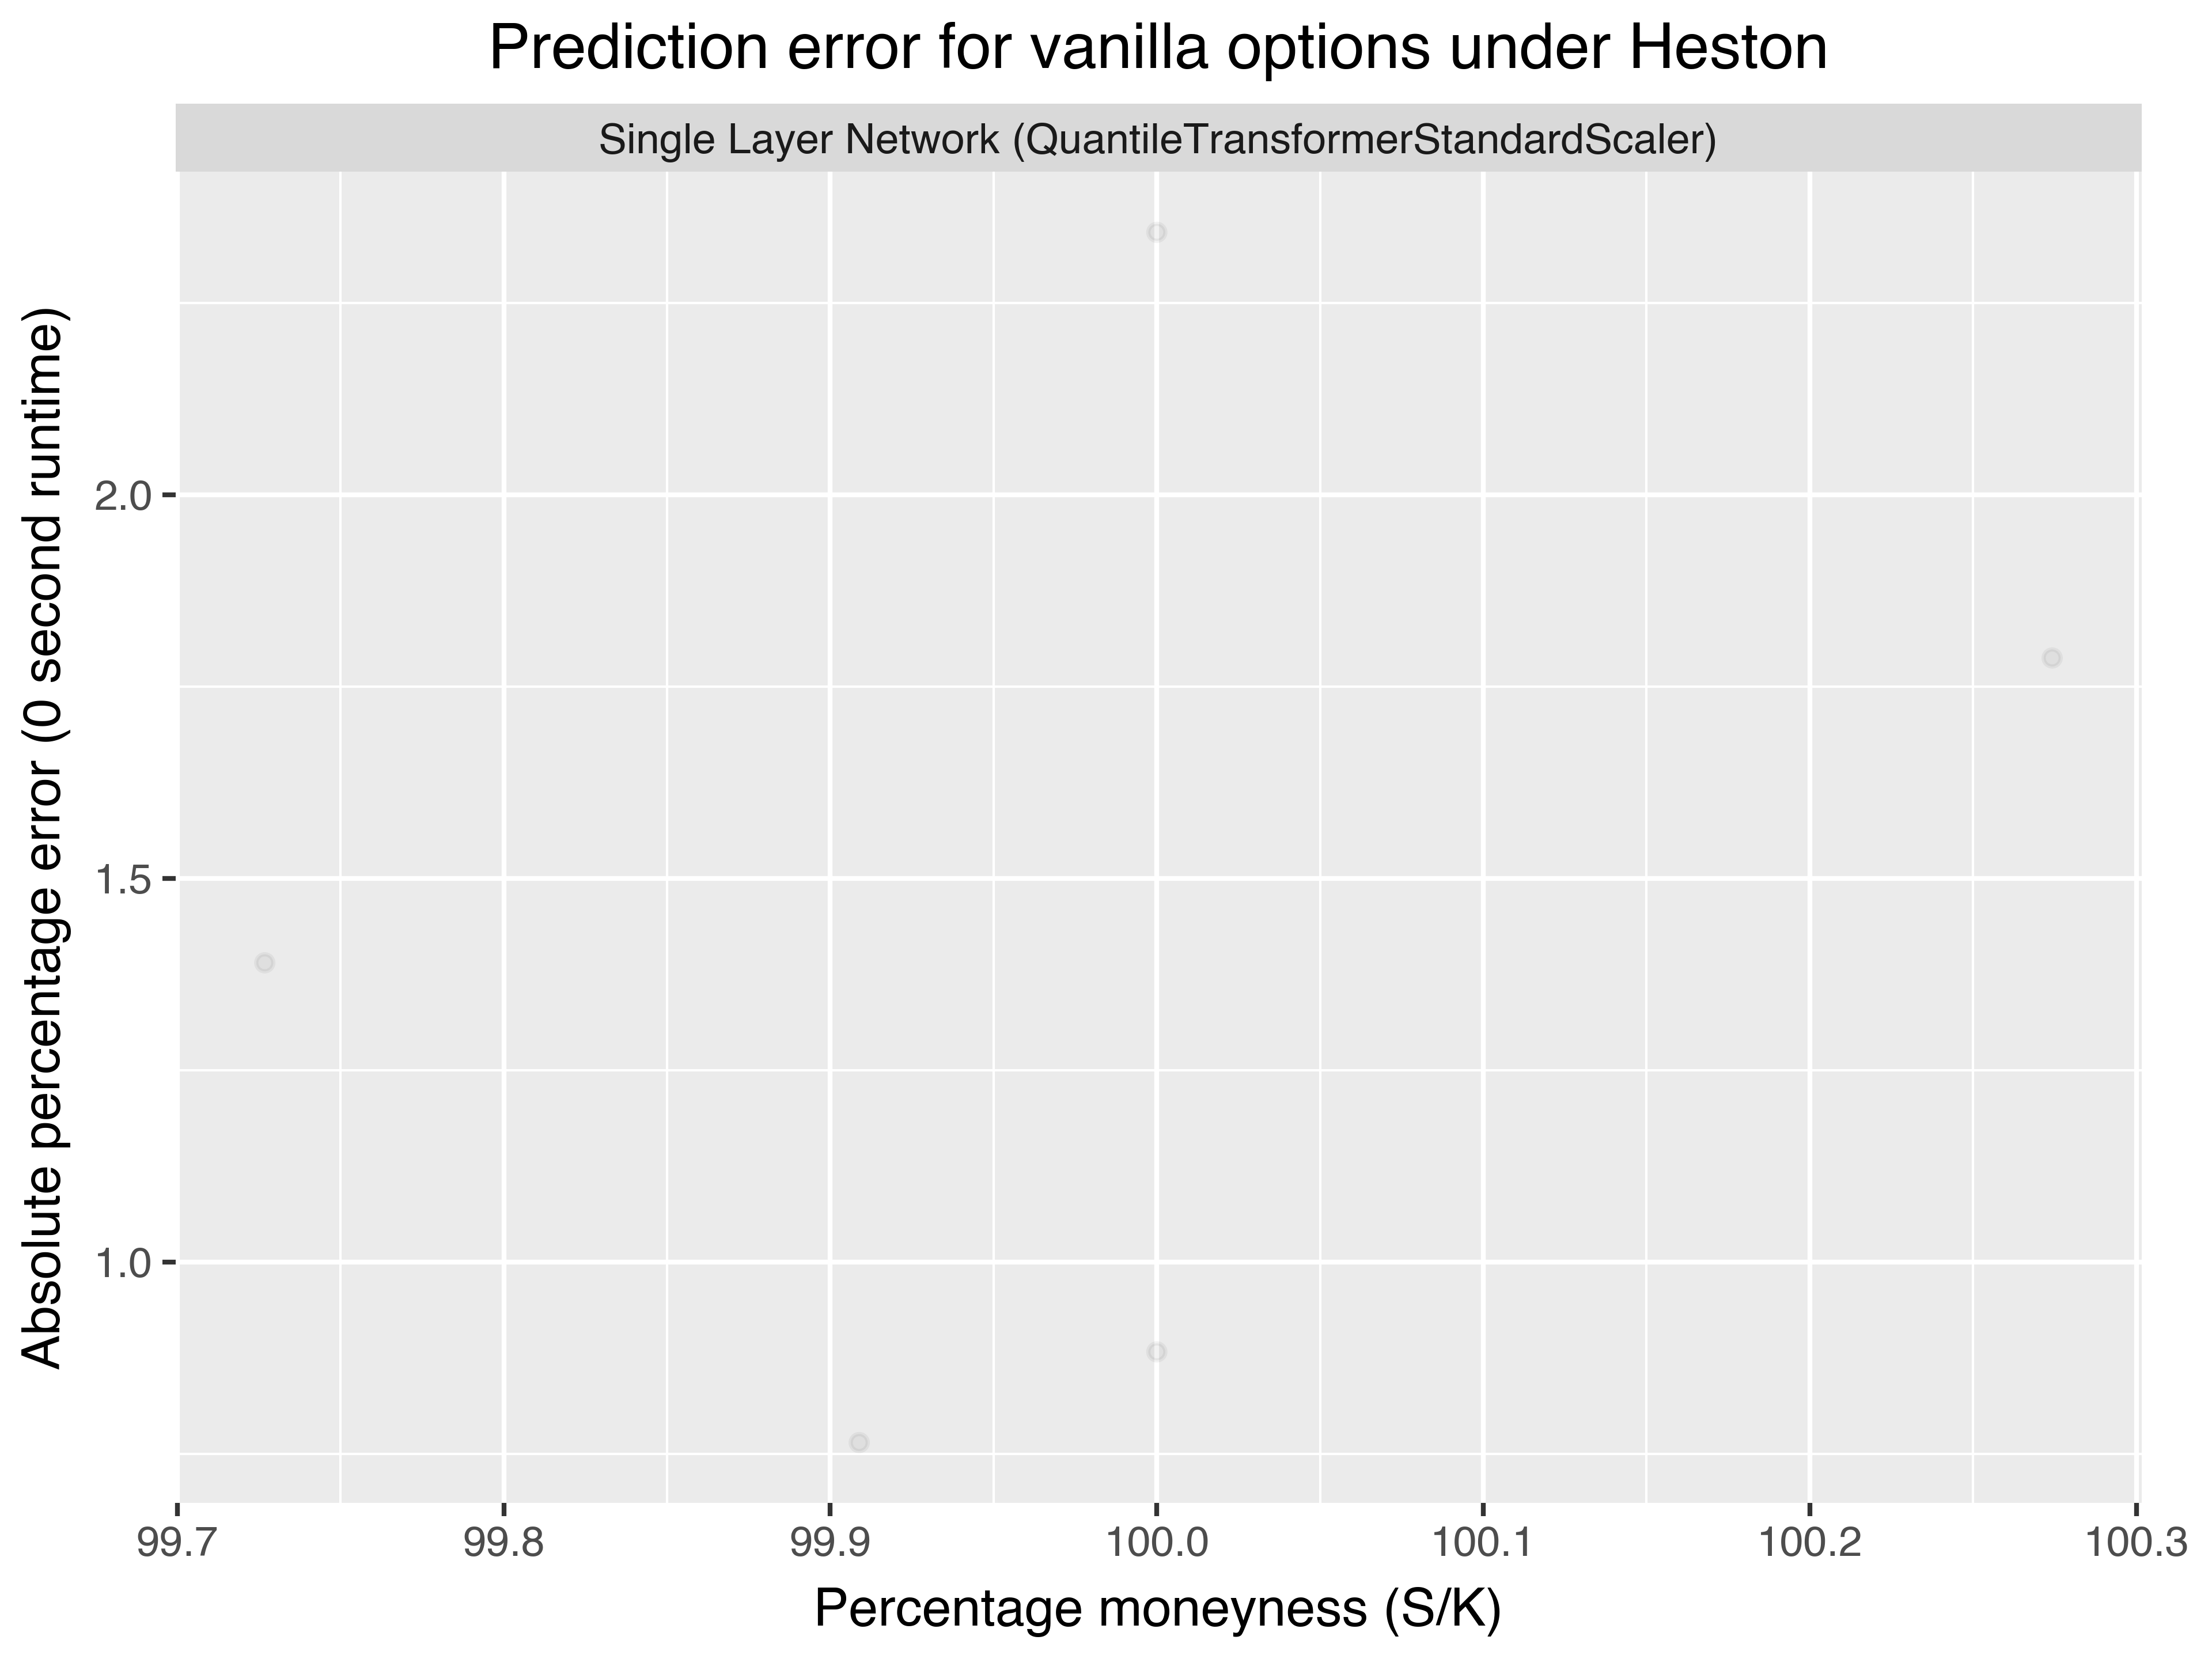 Prediction error for vanilla options under Heston
Single Layer Network (QuantileTransformerStandardScaler)
Absolute percentage error (0 second runtime)
2.0
1.5
1.0
99.7 99.8 99.9 100.0 100.1 100.2 100.3
Percentage moneyness (S/K)